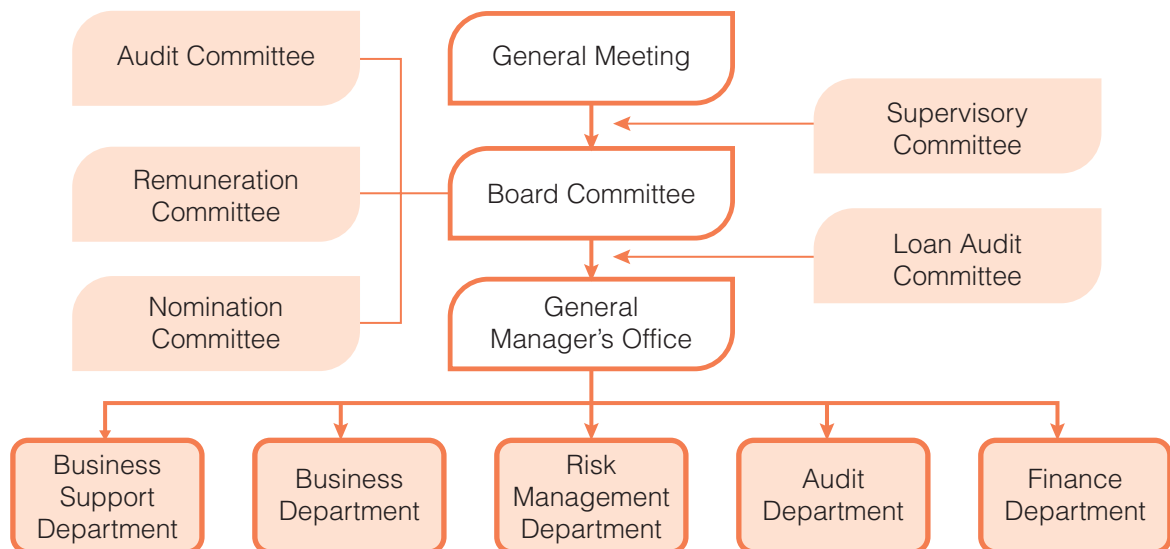 Audit Committee
General Meeting
Supervisory
Committee
Remuneration
Committee
Board Committee
Loan Audit
Committee
Nomination
Committee
General
Manager’s Office
Business
Support
Department
Business
Department
Risk
Management
Department
Audit
Department
Finance
Department